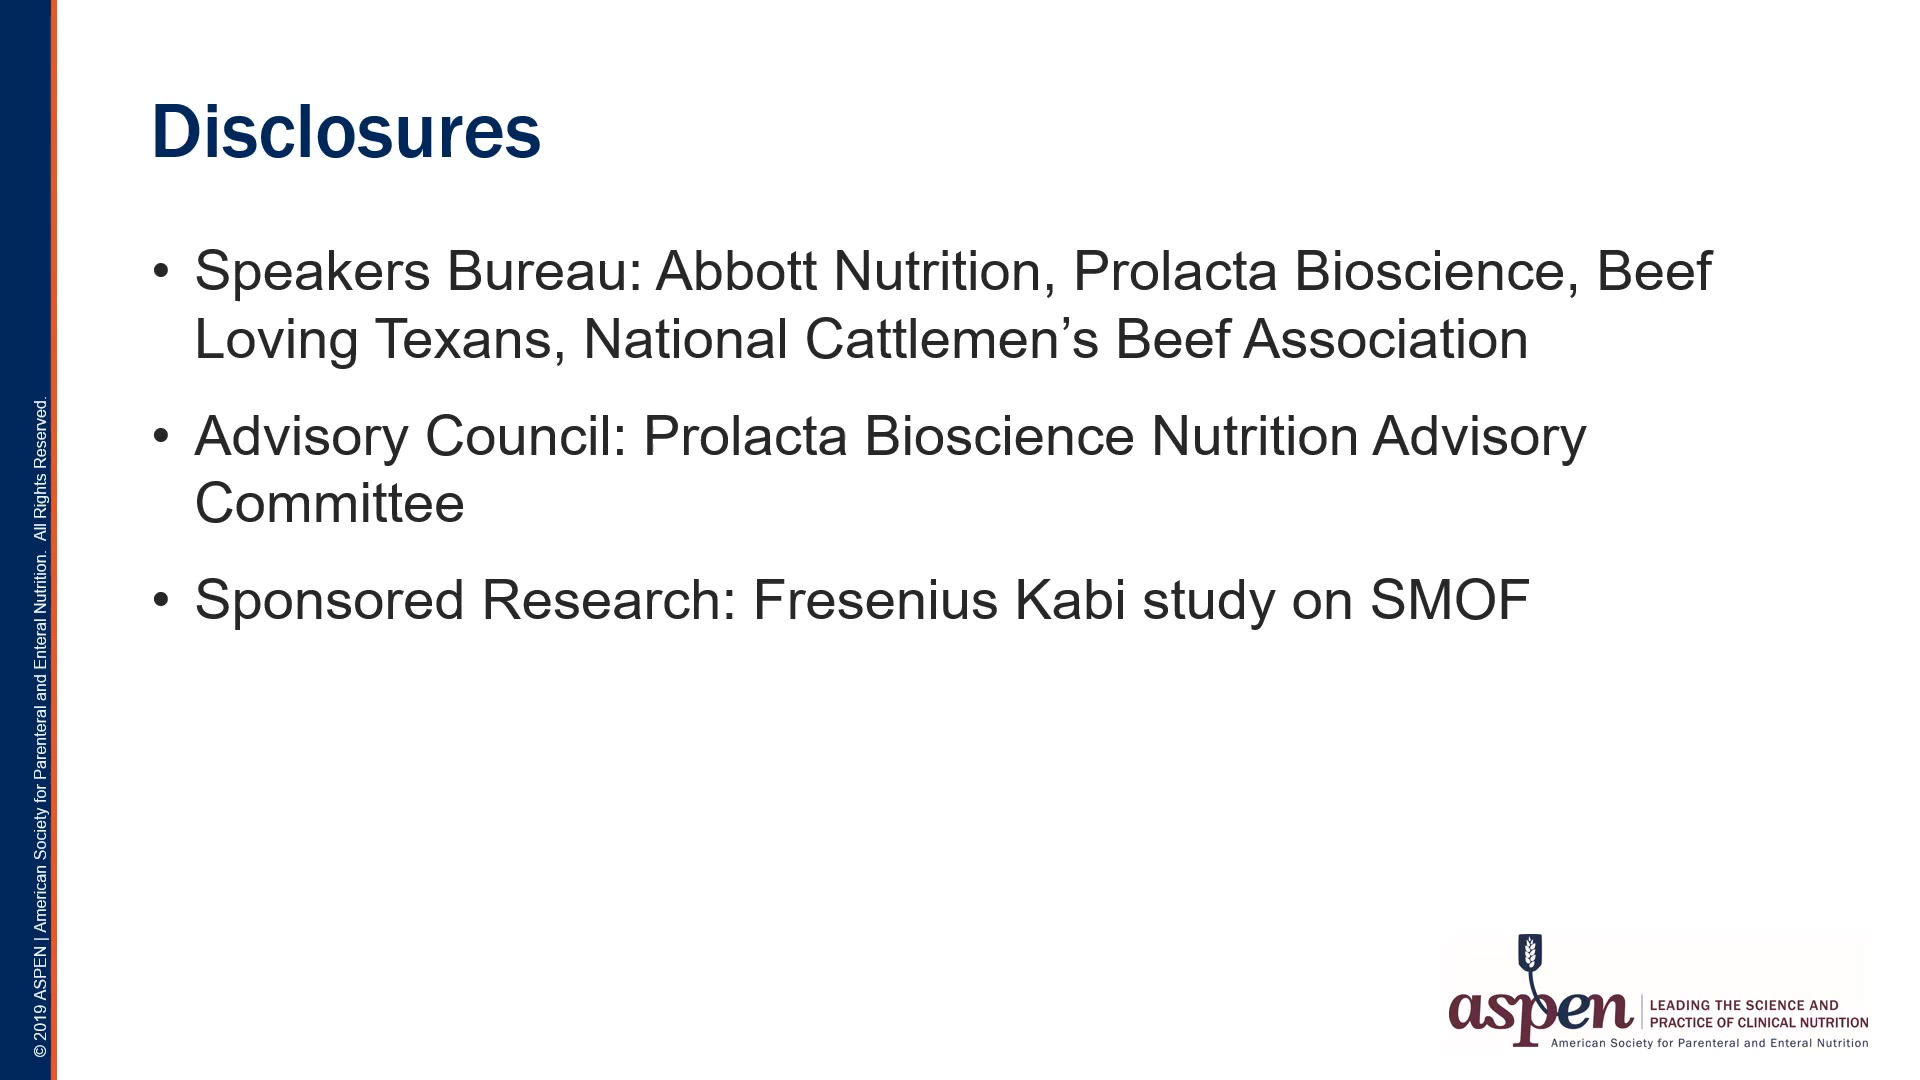 Disclosures
• Speakers Bureau: Abbott Nutrition, Prolacta Bioscience, Beef
Loving Texans, National Cattlemen’s Beef Association
• Advisory Council: Prolacta Bioscience Nutrition Advisory
Committee
• Sponsored Research: Fresenius Kabi study on SMOF
© 2019 ASPEN | American Society for Parenteral and Enteral Nutrition. All Rights Reserved.
aspen
LEADING THE SCIENCE AND
PRACTICE OF CLINICAL NUTRITION
American Society for Parenteral and Enteral Nutrition